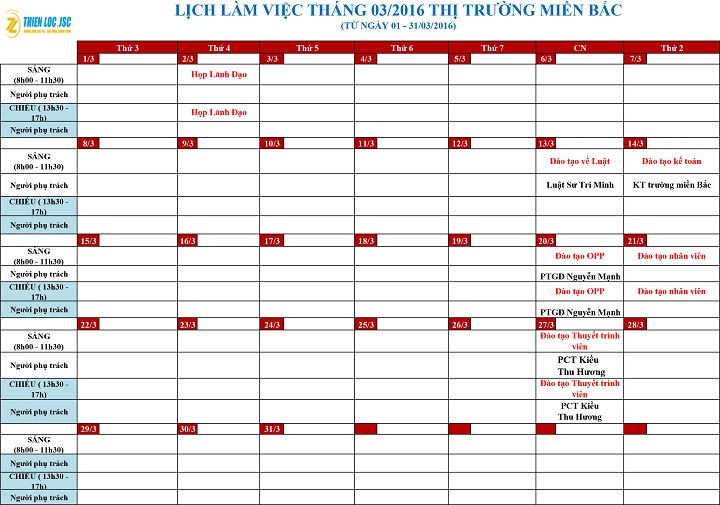 THIEN LOC.JSC
LỊCH LÀM VIỆC THÁNG 03/2016 THỊ TRƯỜNG MIỀN BẮC
(TỪ NGÀY 01 - 31/03/2016)
Thứ 3 Thứ 4 Thứ 5 Thứ 6 Thứ 7 CN Thứ 2
1/3 2/3 3/3 4/3 5/3 6/3 7/3
SÁNG
(8h00 - 11h30) Họp Lãnh Đạo
Người phụ trách
CHIỀU ( 13h30 -
17h) Họp Lãnh Đạo
Người phụ trách
8/3 9/3 10/3 11/3 12/3 13/3 14/3
SÁNG
(8h00 - 11h30) Đào tạo về Luật Đào tạo kế toán
Người phụ trách Luật Sư Trí Minh KT trưởng miền Bắc
CHIỀU ( 13h30 -
17h)
Người phụ trách
15/3 16/3 17/3 18/3 19/3 20/3 21/3
SÁNG
(8h00 - 11h30) Đào tạo OPP Đào tạo nhân viên
Người phụ trách PTGĐ Nguyễn Mạnh
CHIỀU ( 13h30 -
17h) Đào tạo OPP Đào tạo nhân viên
Người phụ trách PTGĐ Nguyễn Mạnh
22/3 23/3 24/3 25/3 26/3 27/3 28/3
SÁNG
(8h00 - 11h30) Đào tạo Thuyết trình
viên
Người phụ trách PCT Kiều
Thu Hương
CHIỀU ( 13h30 -
17h) Đào tạo Thuyết trình
viên
Người phụ trách PCT Kiều
Thu Hương
29/3 30/3 31/3
SÁNG
(8h00 - 11h30)
Người phụ trách
CHIỀU ( 13h30 -
17h)
Người phụ trách